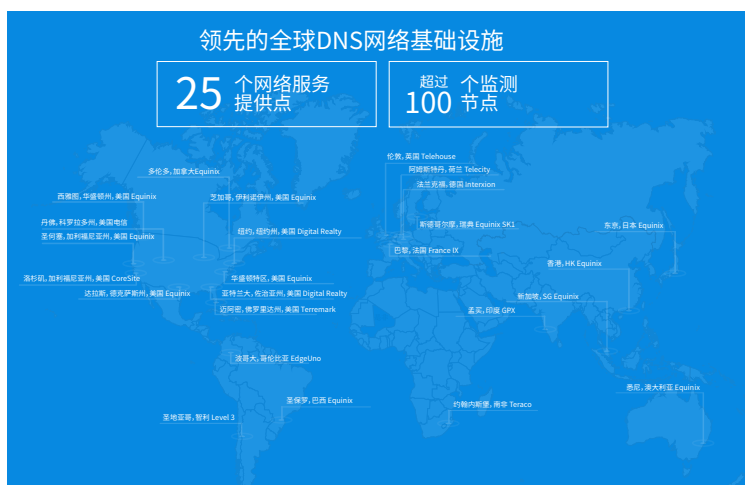 领先的全球DNS网络基础设施
25 个网络服务
提供点
超过 个监测
100 节点
伦敦,英国 Telehouse
阿姆斯特丹,荷兰 Telecity
多伦多,加拿大Equinix
法兰克福,德国 Interxion
西雅图,华盛顿州,美国 Equinix
芝加哥,伊利诺伊州,美国 Equinix
丹佛,科罗拉多州,美国电信
斯德哥尔摩,瑞典 Equinix SK1
东京,日本 Equinix
圣何塞,加利福尼亚州,美国 Equinix
纽约,纽约州,美国 Digital Realty
巴黎,法国 France IX
香港,HK Equinix
洛杉矶,加利福尼亚州,美国 CoreSite
华盛顿特区,美国 Equinix
达拉斯,德克萨斯州,美国 Equinix
亚特兰大,佐治亚州,美国 Digital Realty
新加坡,SG Equinix
迈阿密,佛罗里达州,美国 Terremark
孟买,印度 GPX
波哥大,哥伦比亚 EdgeUno
悉尼,澳大利亚 Equinix
圣保罗,巴西 Equinix
约翰内斯堡,南非 Teraco
圣地亚哥,智利 Level 3